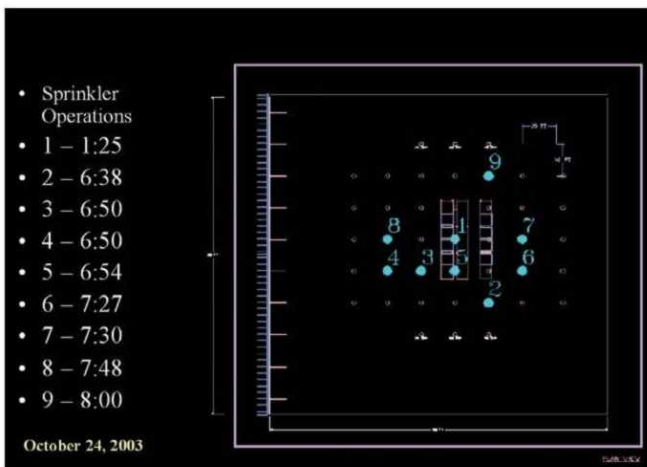 Sprinkler
Operations
1 – 1:25
2 – 6:38
3 – 6:50
4 – 6:50
5 – 6:54
6 – 7:27
7 – 7:30
8 – 7:48
9 – 8:00
October 24, 2003
9
8
1
7
4
3
5
6
2
PLAN VIEW